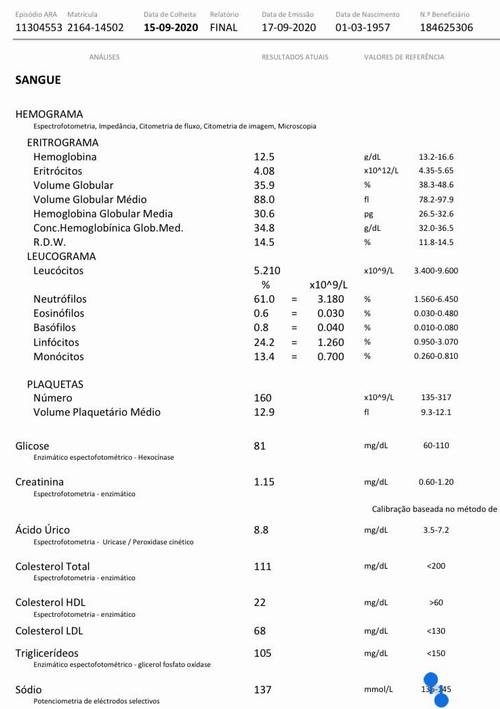 Episódio ARA Matrícula Data de Colheita Relatório Data de Emissão Data de Nascimento N.º Beneficiário
11304553 2164-14502 15-09-2020 FINAL 17-09-2020 01-03-1957 184625306
ANÁLISES RESULTADOS ATUAIS VALORES DE REFERÊNCIA
SANGUE
HEMOGRAMA
Espectrofotometria, Impedância, Citometria de fluxo, Citometria de imagem, Microscopia
ERITROGRAMA
Hemoglobina 12.5 g/dL 13.2-16.6
Eritrócitos 4.08 x10^12/L 4.35-5.65
Volume Globular 35.9 % 38.3-48.6
Volume Globular Médio 88.0 fl 78.2-97.9
Hemoglobina Globular Media 30.6 pg 26.5-32.6
Conc.Hemoglobínica Glob.Med. 34.8 g/dL 32.0-36.5
R.D.W. 14.5 % 11.8-14.5
LEUCOGRAMA
Leucócitos 5.210 x10^9/L 3.400-9.600
% x10^9/L
Neutrófilos 61.0 = 3.180 % 1.560-6.450
Eosinófilos 0.6 = 0.030 % 0.030-0.480
Basófilos 0.8 = 0.040 % 0.010-0.080
Linfócitos 24.2 = 1.260 % 0.950-3.070
Monócitos 13.4 = 0.700 % 0.260-0.810
PLAQUETAS
Número 160 x10^9/L 135-317
Volume Plaquetário Médio 12.9 fl 9.3-12.1
Glicose 81 mg/dL 60-110
Enzimático espectofotométrico - Hexocinase
Creatinina 1.15 mg/dL 0.60-1.20
Espectrofotometria - enzimático
Calibração baseada no método de
Ácido Úrico 8.8 mg/dL 3.5-7.2
Espectrofotometria - Uricase / Peroxidase cinético
Colesterol Total 111 mg/dL <200
Espectrofotometria - enzimático
Colesterol HDL 22 mg/dL >60
Espectrofotometria - enzimático
Colesterol LDL 68 mg/dL <130
Triglicerídeos 105 mg/dL <150
Enzimático espectofotométrico - glicerol fosfato oxidase
Sódio 137 mmol/L
Potenciometria de eléctrodos selectivos